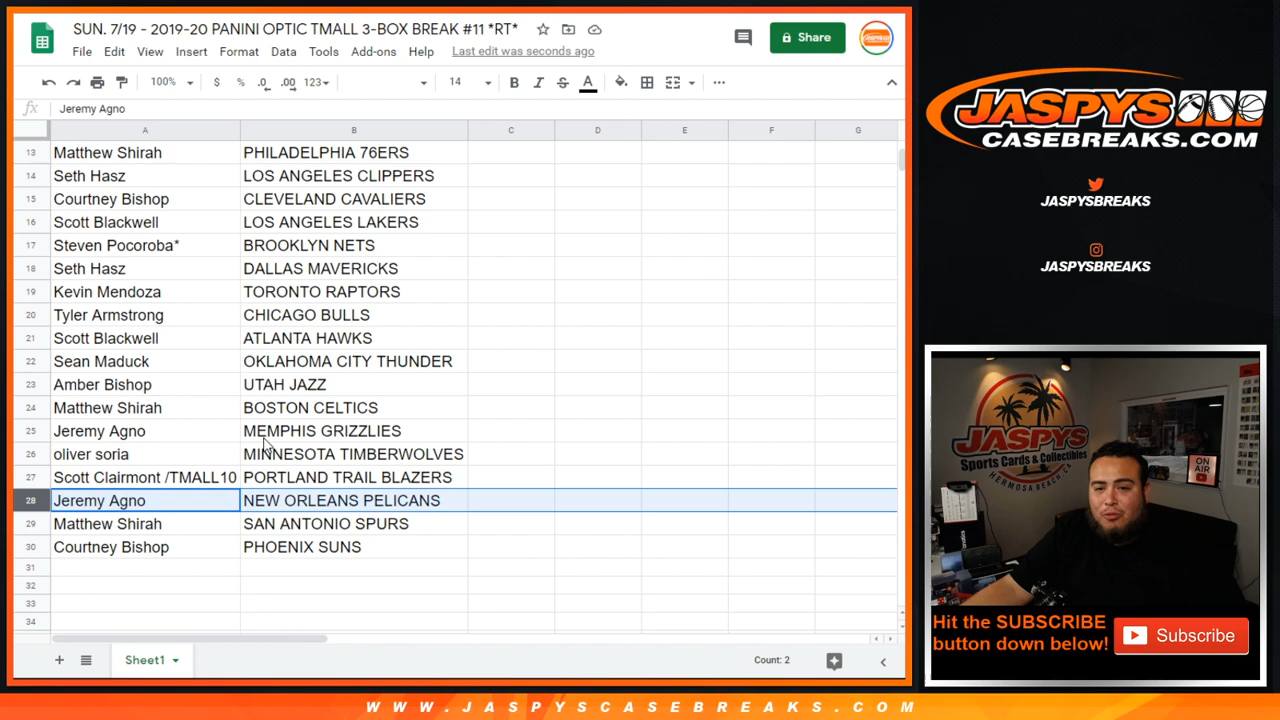 SUN. 7/19 - 2019-20 PANINI OPTIC TMALL 3-BOX BREAK #11 *RT*
File Edit View Insert Format Data Tools Add-ons Help Last edit was seconds ago
Share
100% $ % .0 .00 123 14 B I S A
fx Jeremy Agno
A B C D E F G
13 Matthew Shirah PHILADELPHIA 76ERS
14 Seth Hasz LOS ANGELES CLIPPERS
15 Courtney Bishop CLEVELAND CAVALIERS
16 Scott Blackwell LOS ANGELES LAKERS
17 Steven Pocoroba* BROOKLYN NETS
18 Seth Hasz DALLAS MAVERICKS
19 Kevin Mendoza TORONTO RAPTORS
20 Tyler Armstrong CHICAGO BULLS
21 Scott Blackwell ATLANTA HAWKS
22 Sean Maduck OKLAHOMA CITY THUNDER
23 Amber Bishop UTAH JAZZ
24 Matthew Shirah BOSTON CELTICS
25 Jeremy Agno MEMPHIS GRIZZLIES
26 oliver soria MINNESOTA TIMBERWOLVES
27 Scott Clairmont /TMALL10 PORTLAND TRAIL BLAZERS
28 Jeremy Agno NEW ORLEANS PELICANS
29 Matthew Shirah SAN ANTONIO SPURS
30 Courtney Bishop PHOENIX SUNS
31
32
33
34
Sheet1
Count: 2
JASPYS
CASEBREAKS.COM
JASPYSBREAKS
JASPYSBREAKS
JASPY'S
Sports Cards & Collectibles
HERMOSA BEACH, CA
ON AIR
Hit the SUBSCRIBE
button down below!
Subscribe
WWW.JASPYSCASEBREAKS.COM